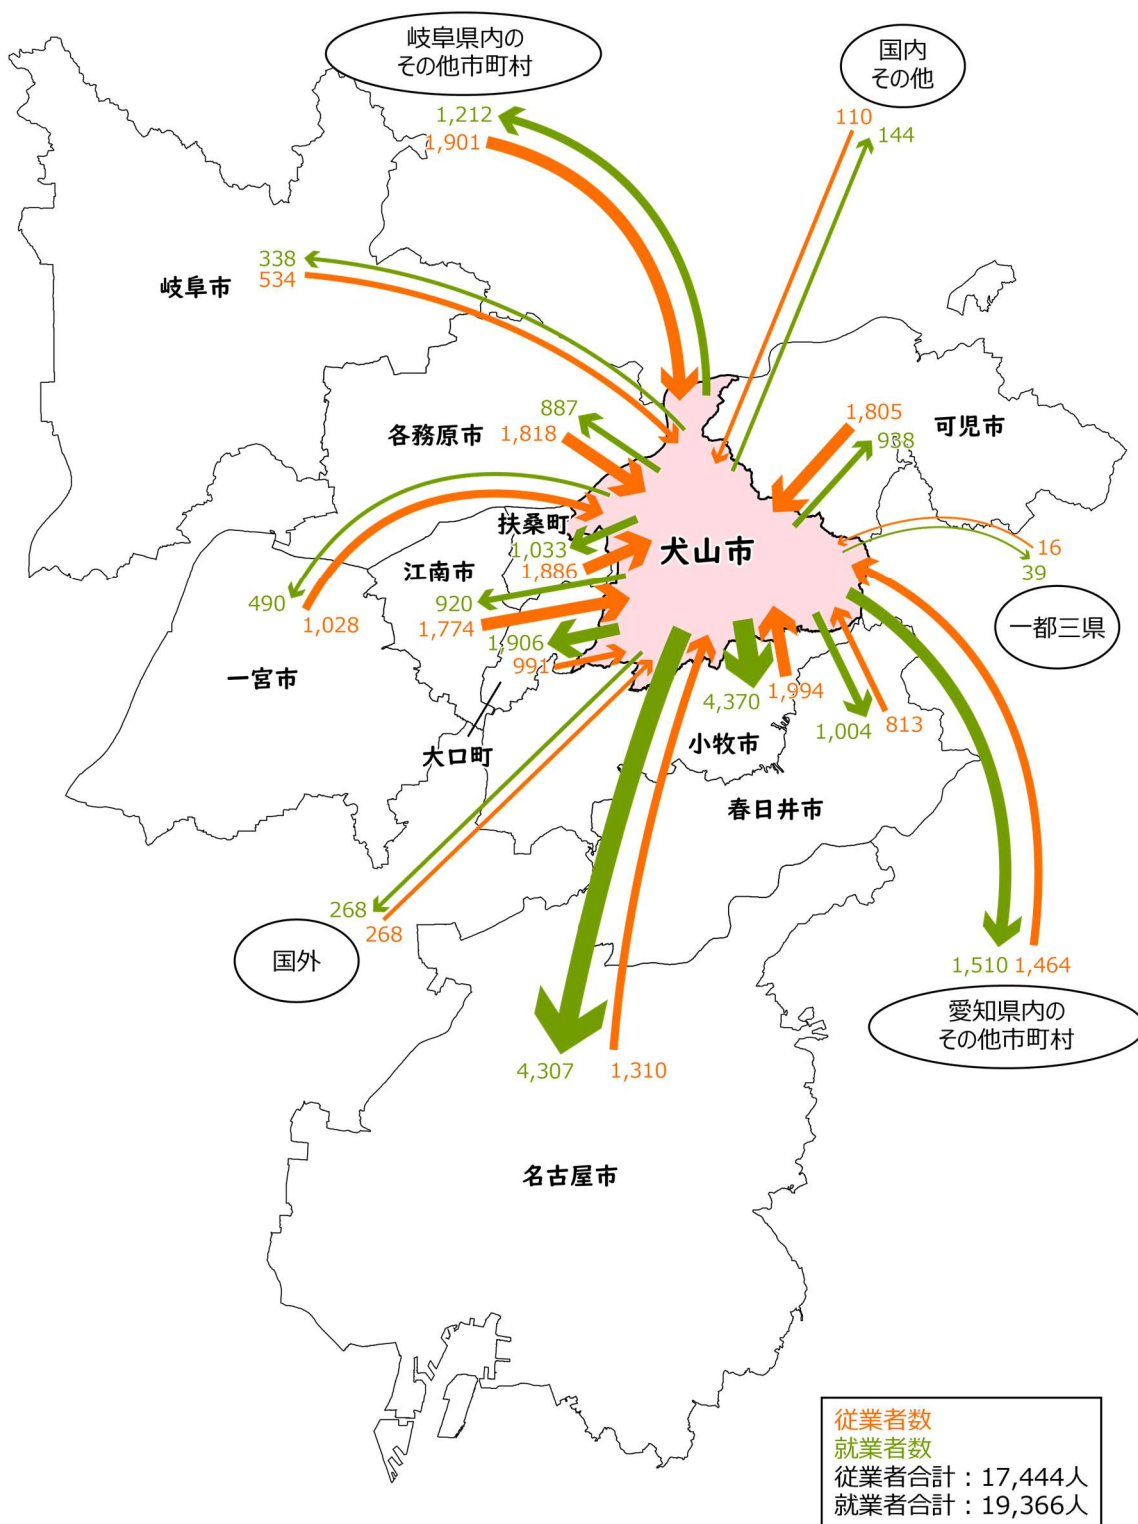 岐阜県内の
その他市町村
国内
その他
1,212
1,901
110
144
338
534
岐阜市
887
1,818
各務原市
1,805
938
可児市
扶桑町
1,033
1,886
犬山市
16
39
一都三県
江南市
920
1,774
490
1,028
一宮市
1,906
991
大口町
4,370
1,994
小牧市
1,004
813
春日井市
268
268
国外
1,510
1,464
愛知県内の
その他市町村
4,307
1,310
名古屋市
従業者数
就業者数
従業者合計：17,444人
就業者合計：19,366人